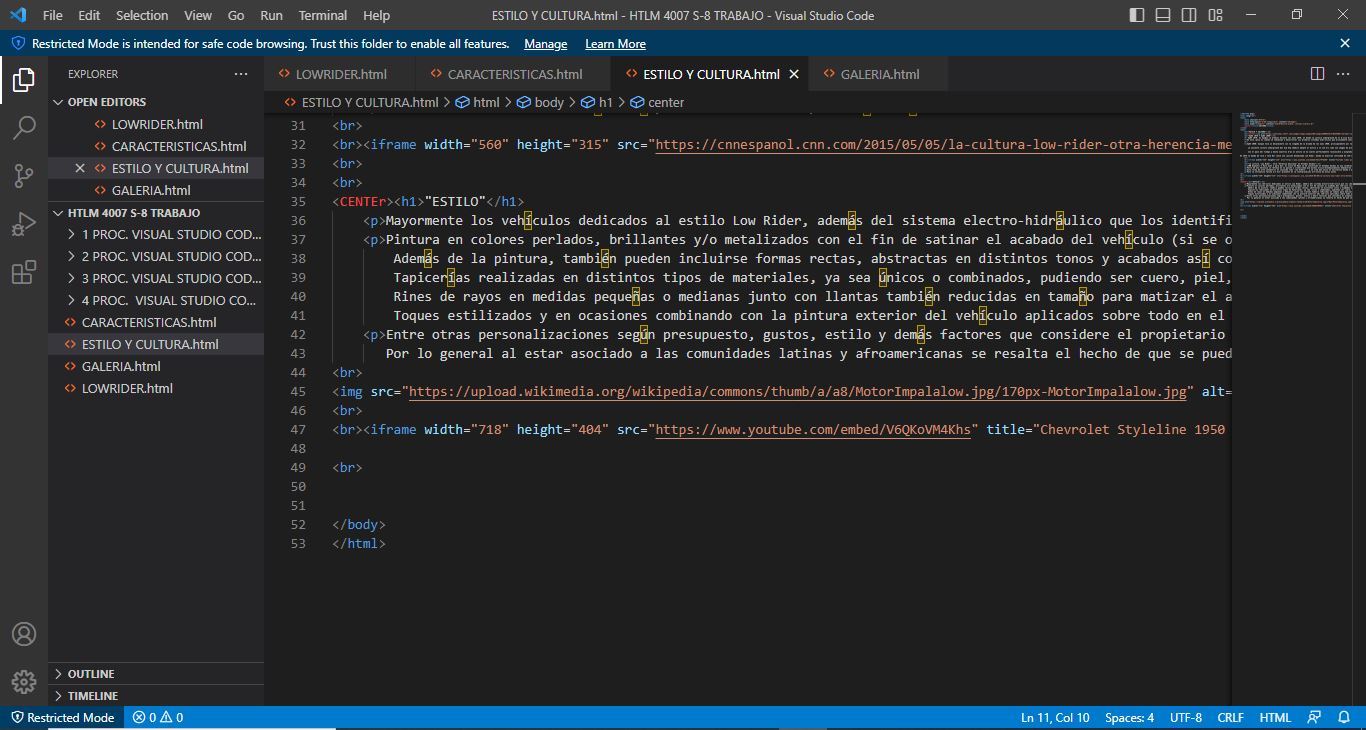 File Edit Selection View Go Run Terminal Help
ESTILO Y CULTURA.html - HTLM 4007 S-8 TRABAJO - Visual Studio Code
Restricted Mode is intended for safe code browsing. Trust this folder to enable all features. Manage Learn More
EXPLORER
OPEN EDITORS
LOWRIDER.html
CARACTERISTICAS.html
ESTILO Y CULTURA.html
GALERIA.html
HTLM 4007 S-8 TRABAJO
1 PROC. VISUAL STUDIO COD...
2 PROC. VISUAL STUDIO COD...
3 PROC. VISUAL STUDIO COD...
4 PROC. VISUAL STUDIO CO...
CARACTERISTICAS.html
ESTILO Y CULTURA.html
GALERIA.html
LOWRIDER.html
OUTLINE
TIMELINE
LOWRIDER.html CARACTERISTICAS.html ESTILO Y CULTURA.html GALERIA.html
ESTILO Y CULTURA.html > html > body > h1 > center
31 <br>
32 <br><iframe width="560" height="315" src="https://cnnespanol.cnn.com/2015/05/05/la-cultura-low-rider-otra-herencia-me
33 <br>
34 <br>
35 <CENTEr><h1>"ESTILO"</h1>
36 <p>Mayormente los vehículos dedicados al estilo Low Rider, además del sistema electro-hidráulico que los identifi
37 <p>Pintura en colores perlados, brillantes y/o metalizados con el fin de satinar el acabado del vehículo (si se o
38 Además de la pintura, también pueden incluirse formas rectas, abstractas en distintos tonos y acabados así co
39 Tapicerías realizadas en distintos tipos de materiales, ya sea únicos o combinados, pudiendo ser cuero, piel,
40 Rines de rayos en medidas pequeñas o medianas junto con llantas también reducidas en tamaño para matizar el a
41 Toques estilizados y en ocasiones combinando con la pintura exterior del vehículo aplicados sobre todo en el
42 <p>Entre otras personalizaciones según presupuesto, gustos, estilo y demás factores que considere el propietario
43 Por lo general al estar asociado a las comunidades latinas y afroamericanas se resalta el hecho de que se pued
44 <br>
45 <img src="https://upload.wikimedia.org/wikipedia/commons/thumb/a/a8/MotorImpalalow.jpg/170px-MotorImpalalow.jpg" alt=
46 <br>
47 <br><iframe width="718" height="404" src="https://www.youtube.com/embed/V6QKoVM4Khs" title="Chevrolet Styleline 1950
48
49 <br>
50
51
52 </body>
53 </html>
Restricted Mode 0 0 Ln 11, Col 10 Spaces: 4 UTF-8 CRLF HTML